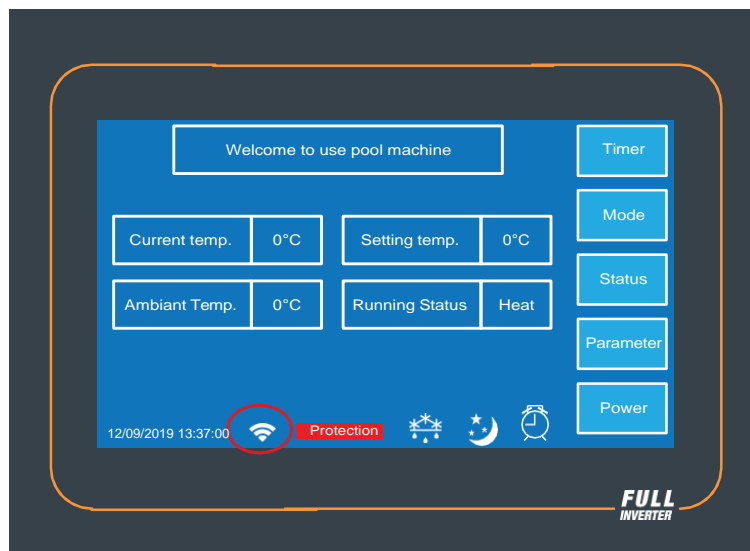 Welcome to use pool machine
Timer
Mode
Current temp. 0°C Setting temp. 0°C
Status
Ambiant Temp. 0°C Running Status Heat
Parameter
Power
12/09/2019 13:37:00 Protection
FULL
INVERTER